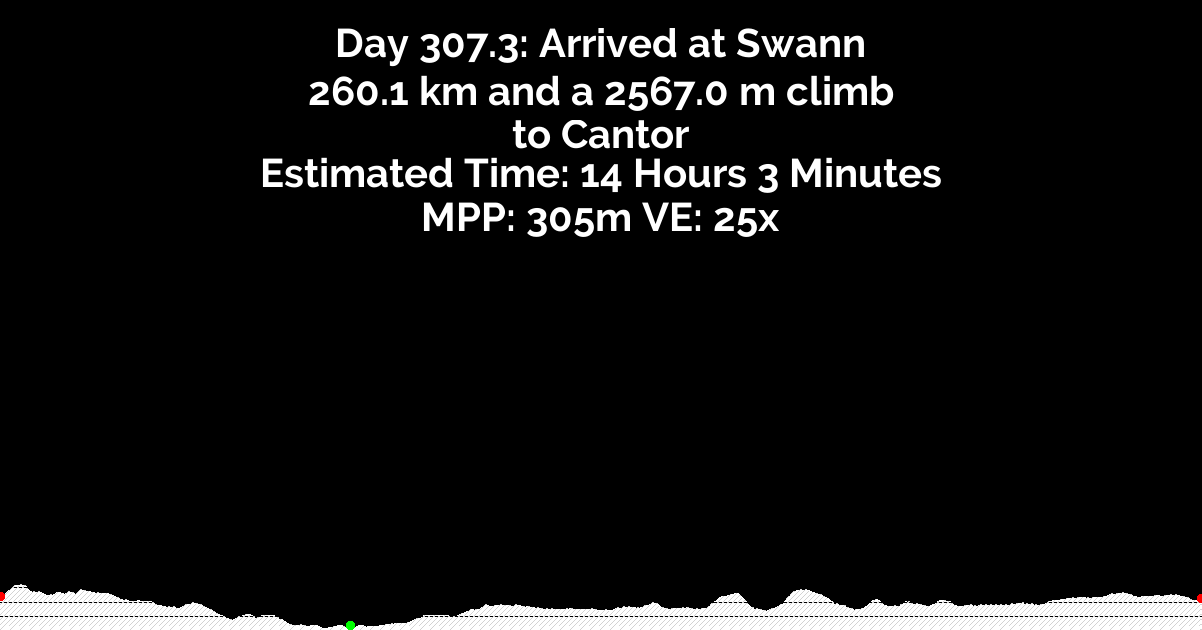 Day 307.3: Arrived at Swann
260.1 km and a 2567.0 m climb
to Cantor
Estimated Time: 14 Hours 3 Minutes
MPP: 305m VE: 25x